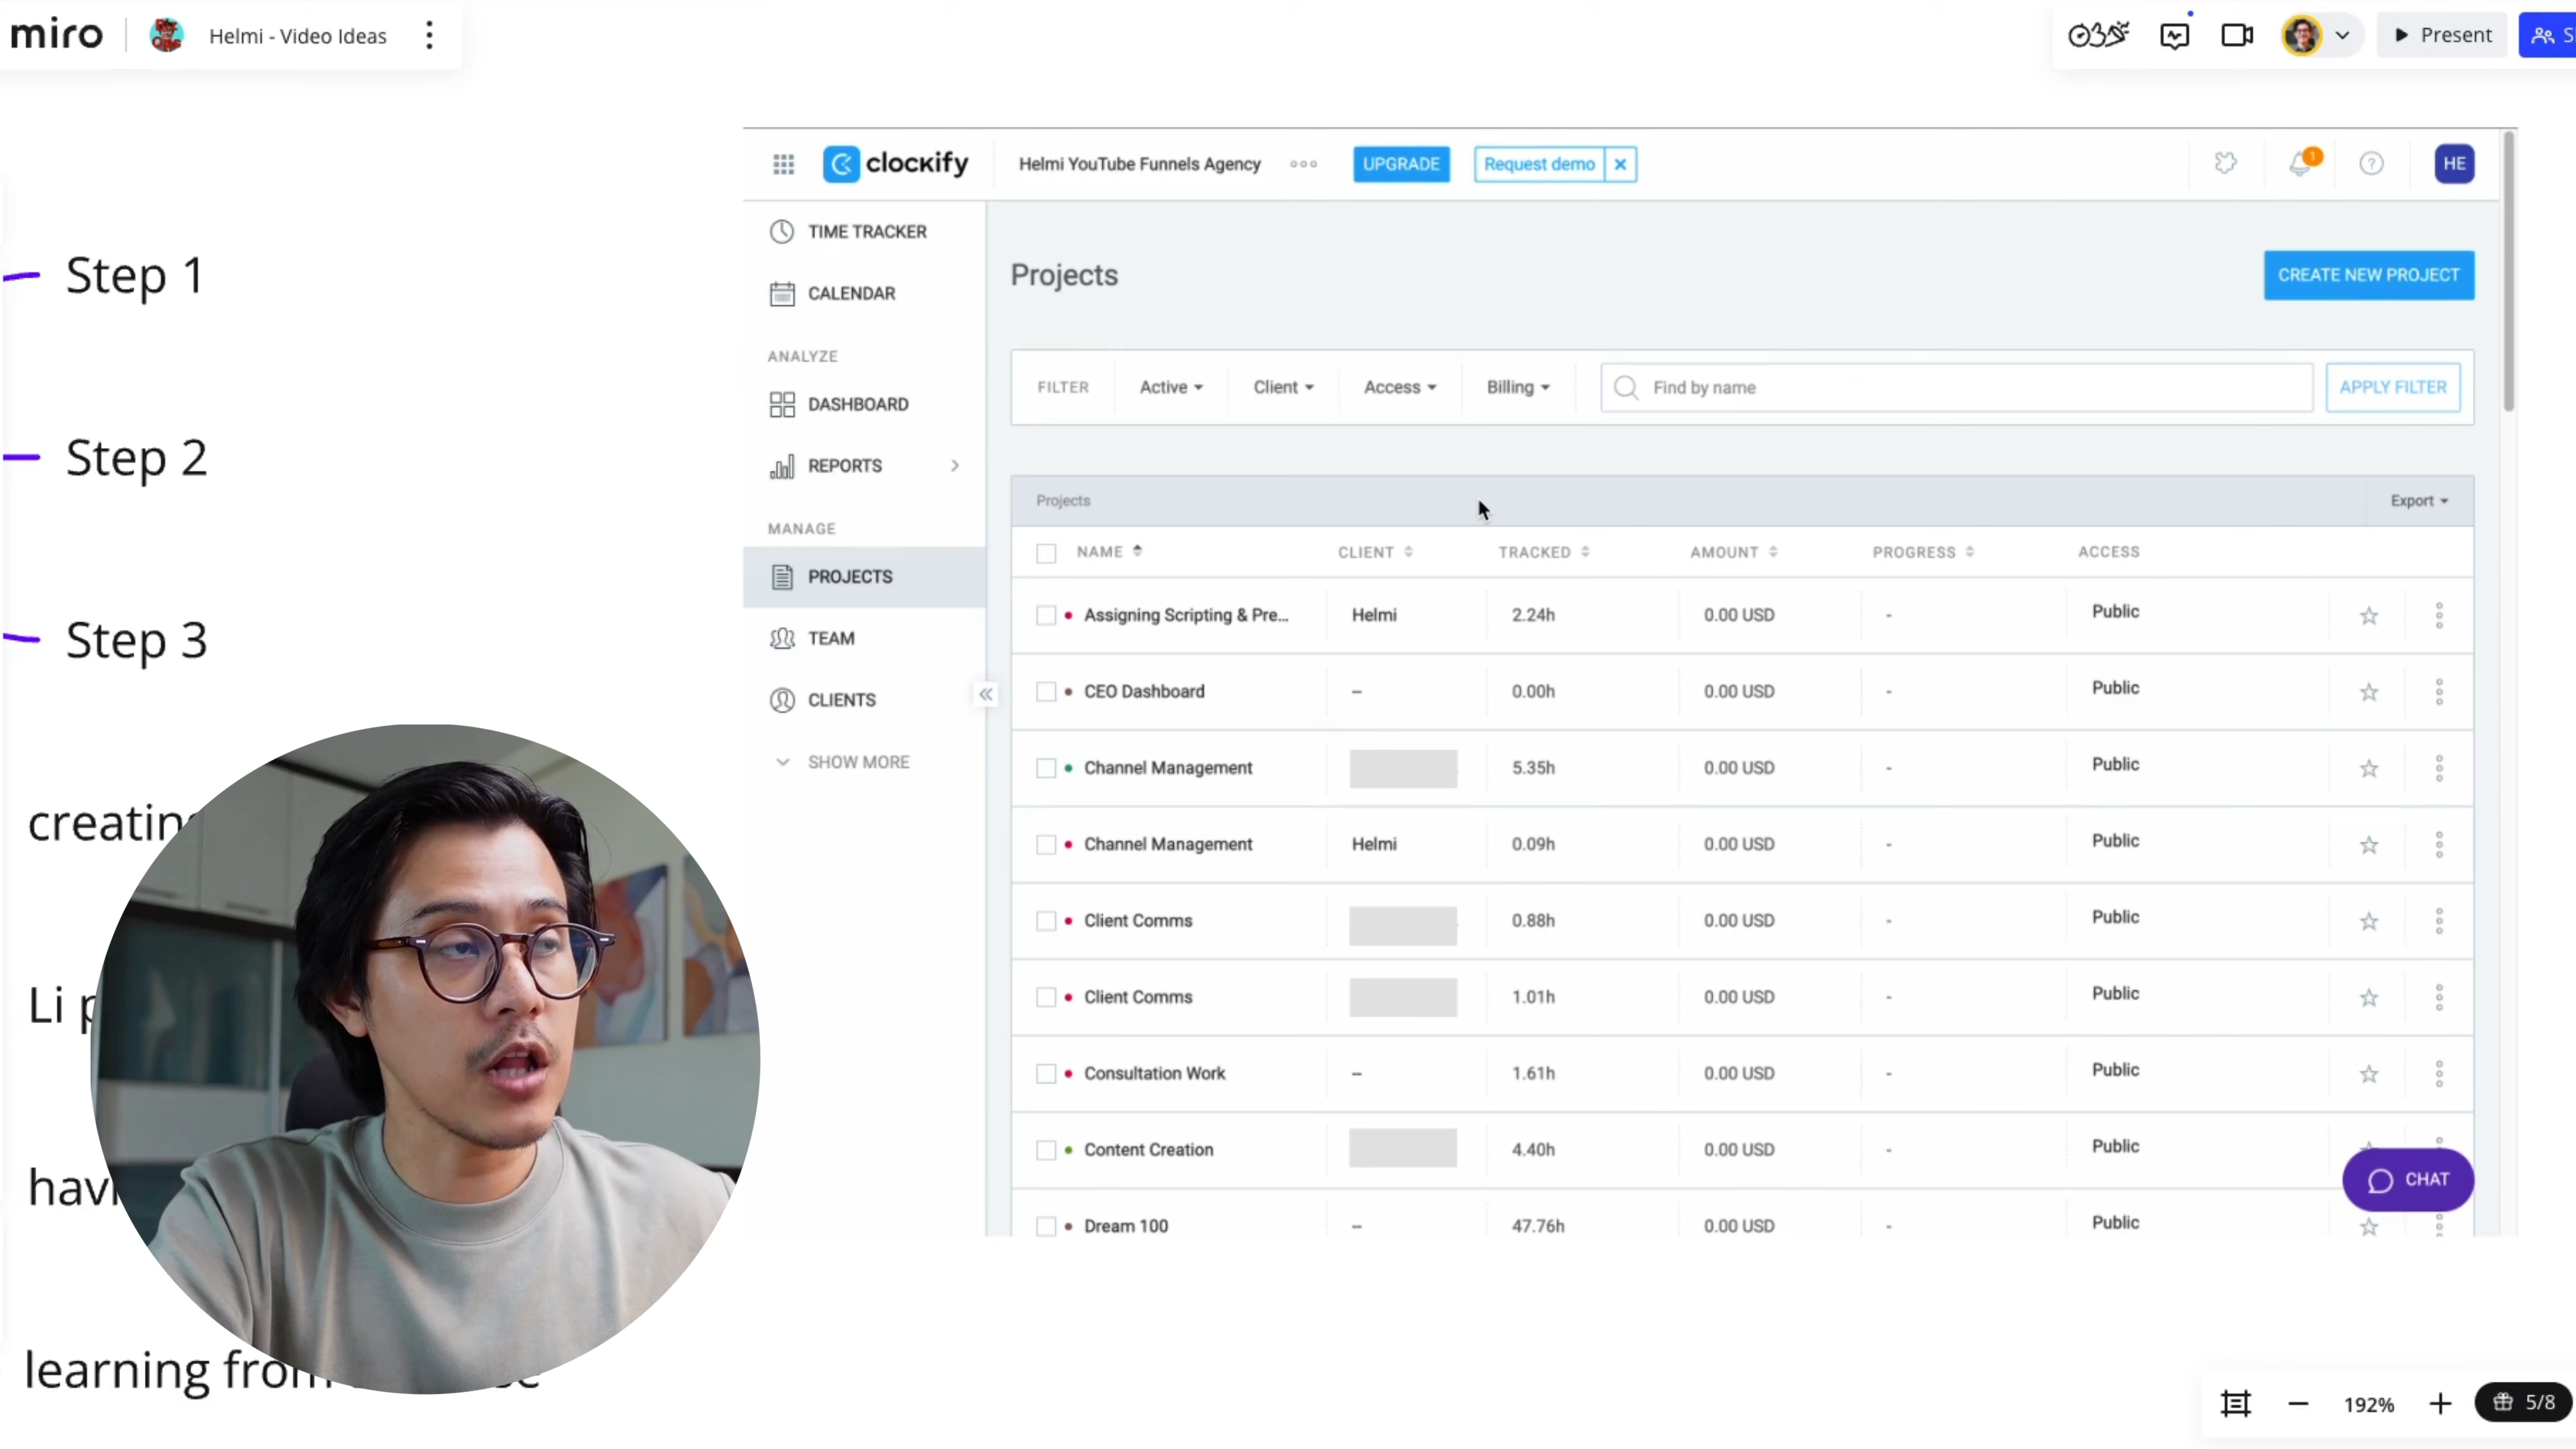 miro
Helmi - Video Ideas
Present
Step 1
Step 2
Step 3
Li
learning from
clockify
Helmi YouTube Funnels Agency
UPGRADE
Request demo
1
HE
TIME TRACKER
CALENDAR
ANALYZE
DASHBOARD
REPORTS
MANAGE
PROJECTS
TEAM
CLIENTS
SHOW MORE
Projects
CREATE NEW PROJECT
FILTER Active Client Access Billing Find by name APPLY FILTER
Projects Export
NAME CLIENT TRACKED AMOUNT PROGRESS ACCESS
Assigning Scripting & Pre... Helmi 2.24h 0.00 USD - Public
CEO Dashboard – 0.00h 0.00 USD - Public
Channel Management 5.35h 0.00 USD - Public
Channel Management Helmi 0.09h 0.00 USD - Public
Client Comms 0.88h 0.00 USD - Public
Client Comms 1.01h 0.00 USD - Public
Consultation Work – 1.61h 0.00 USD - Public
Content Creation 4.40h 0.00 USD - Public
Dream 100 – 47.76h 0.00 USD - Public
CHAT
192%
5/8